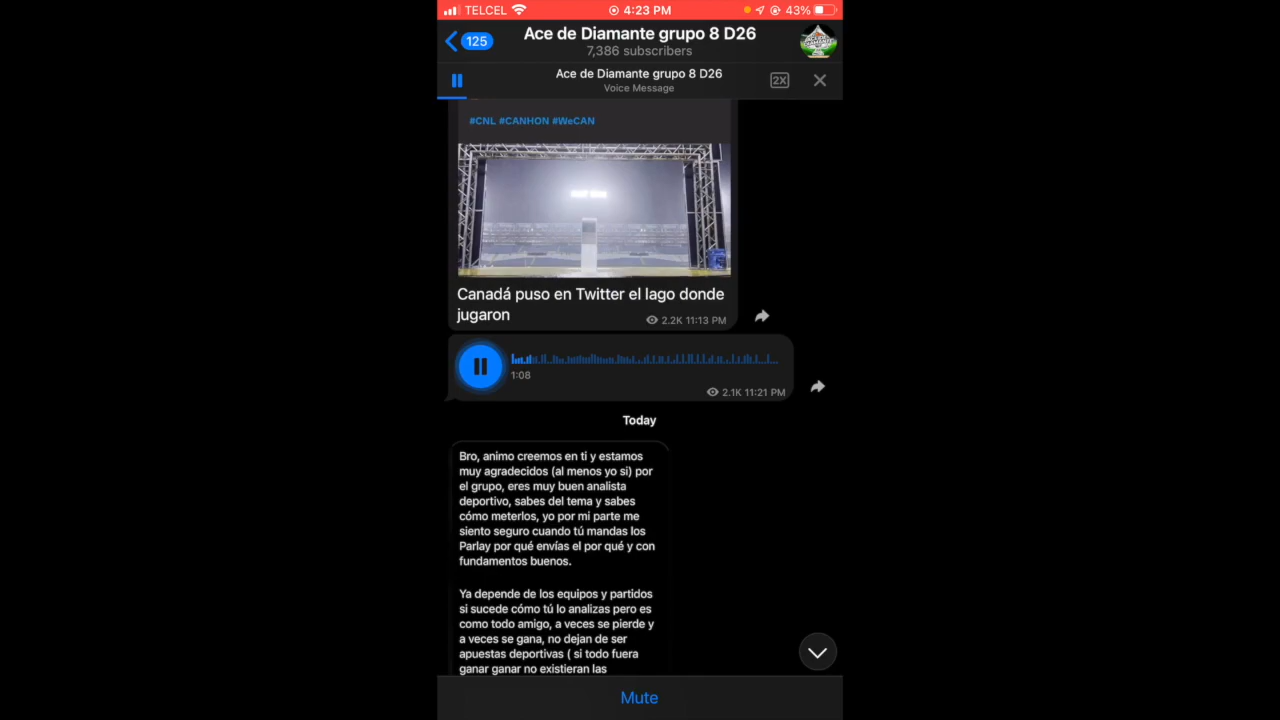 TELCEL 4:23 PM 43%
125 Ace de Diamante grupo 8 D26
7,386 subscribers
Ace de Diamante grupo 8 D26 2X
Voice Message
#CNL #CANHON #WeCAN
Canadá puso en Twitter el lago donde
jugaron 2.2K 11:13 PM
1:08
2.1K 11:21 PM
Today
Bro, animo creemos en ti y estamos
muy agradecidos (al menos yo si) por
el grupo, eres muy buen analista
deportivo, sabes del tema y sabes
cómo meterlos, yo por mi parte me
siento seguro cuando tú mandas los
Parlay por qué envías el por qué y con
fundamentos buenos.
Ya depende de los equipos y partidos
si sucede cómo tú lo analizas pero es
como todo amigo, a veces se pierde y
a veces se gana, no dejan de ser
apuestas deportivas ( si todo fuera
ganar ganar no existieran las
Mute